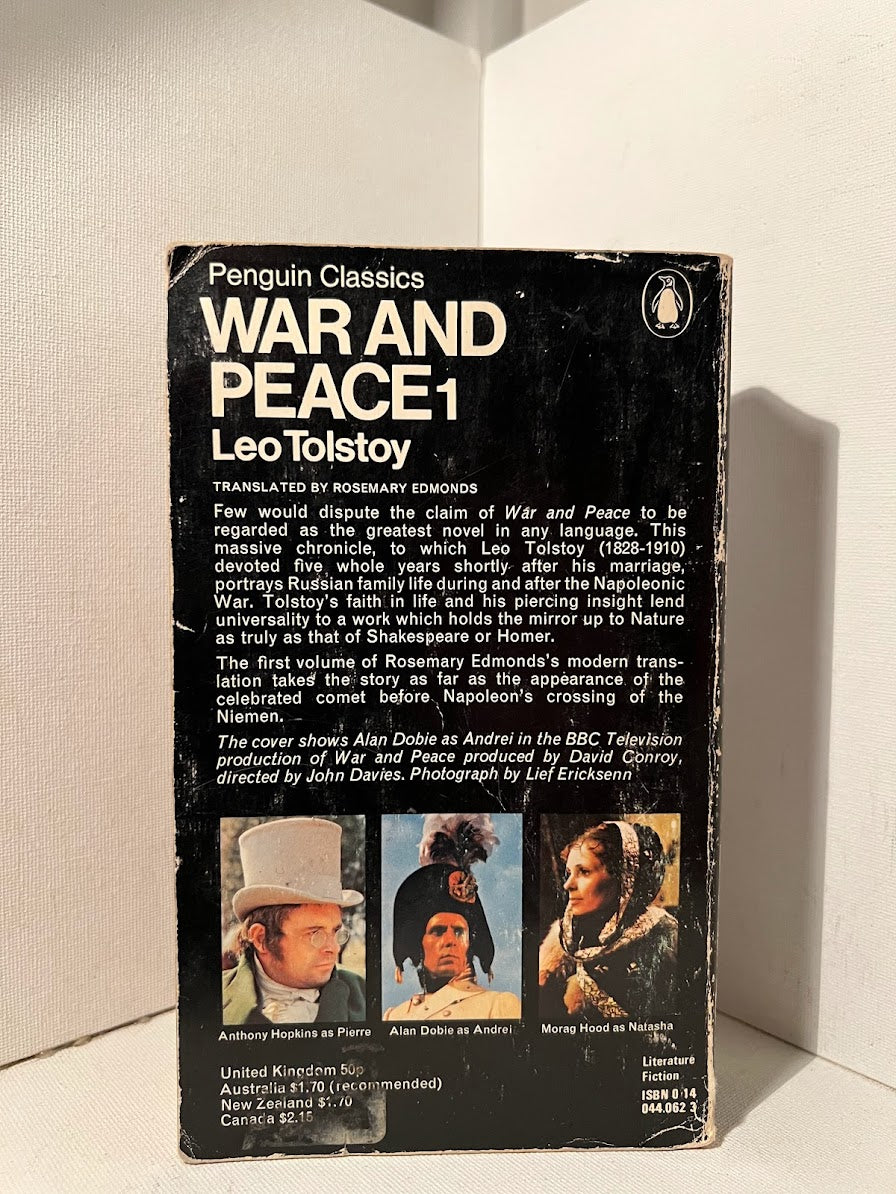 Penguin Classics
WAR AND
PEACE 1
Leo Tolstoy
TRANSLATED BY ROSEMARY EDMONDS
Few would dispute the claim of War and Peace to be
regarded as the greatest novel in any language. This
massive chronicle, to which Leo Tolstoy (1828-1910)
devoted five whole years shortly after his marriage,
portrays Russian family life during and after the Napoleonic
War. Tolstoy's faith in life and his piercing insight lend
universality to a work which holds the mirror up to Nature
as truly as that of Shakespeare or Homer.
The first volume of Rosemary Edmonds's modern trans-
lation takes the story as far as the appearance of the
celebrated comet before Napoleon's crossing of the
Niemen.
The cover shows Alan Dobie as Andrei in the BBC Television
production of War and Peace produced by David Conroy,
directed by John Davies. Photograph by Lief Ericksenn
Anthony Hopkins as Pierre
Alan Dobie as Andrei
Morag Hood as Natasha
United Kingdom 50p
Australia $1.70 (recommended)
New Zealand $1.70
Canada $2.15
Literature
Fiction
ISBN 0 14
044.062 3